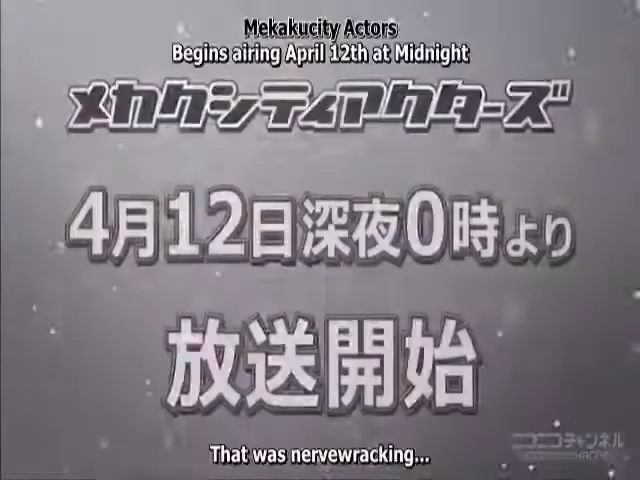 Mekakucity Actors
Begins airing April 12th at Midnight
メカクシティアクターズ
4月12日深夜0時より
放送開始
ニコニコチャンネル
That was nervewracking...